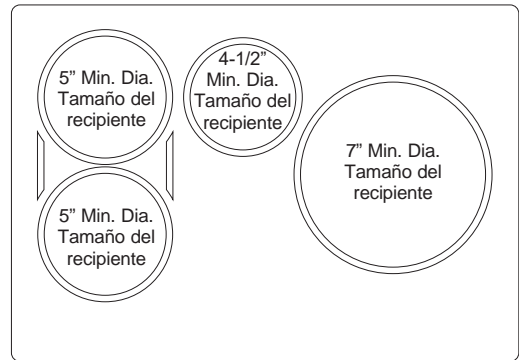 5” Min. Dia.
Tamaño del
recipiente
4-1/2”
Min. Dia.
Tamaño del
recipiente
7” Min. Dia.
Tamaño del
recipiente
5” Min. Dia.
Tamaño del
recipiente